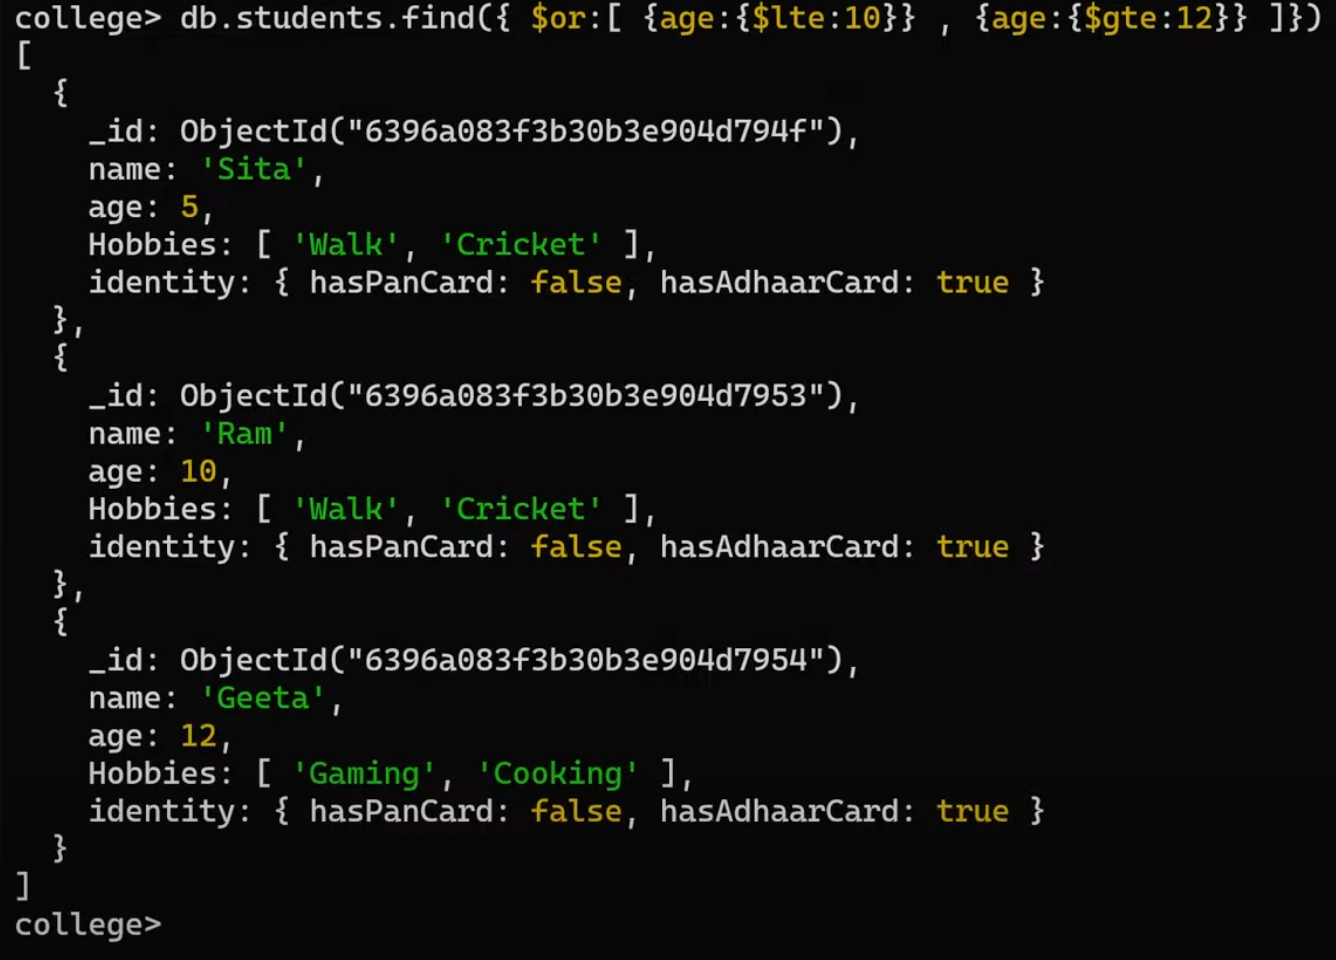 college> db.students.find({ $or:[ {age:{$lte:10}} , {age:{$gte:12}} ]})
[
  {
    _id: ObjectId("6396a083f3b30b3e904d794f"),
    name: 'Sita',
    age: 5,
    Hobbies: [ 'Walk', 'Cricket' ],
    identity: { hasPanCard: false, hasAdhaarCard: true }
  },
  {
    _id: ObjectId("6396a083f3b30b3e904d7953"),
    name: 'Ram',
    age: 10,
    Hobbies: [ 'Walk', 'Cricket' ],
    identity: { hasPanCard: false, hasAdhaarCard: true }
  },
  {
    _id: ObjectId("6396a083f3b30b3e904d7954"),
    name: 'Geeta',
    age: 12,
    Hobbies: [ 'Gaming', 'Cooking' ],
    identity: { hasPanCard: false, hasAdhaarCard: true }
  }
]
college>